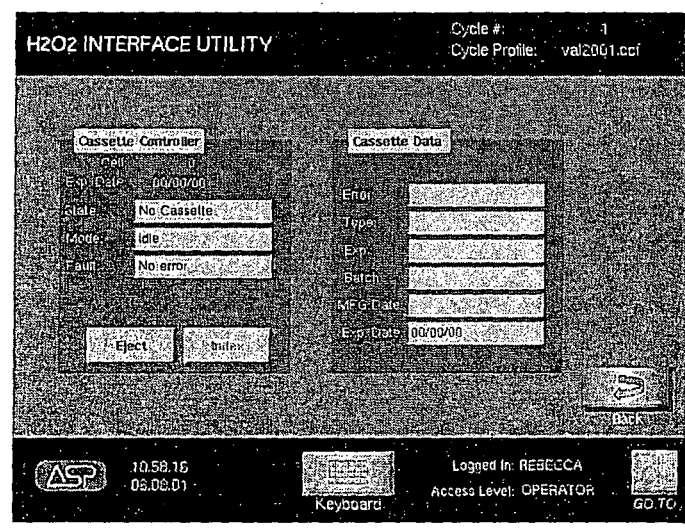 H2O2 INTERFACE UTILITY
Cycle #: 1
Cycle Profile: val2001.ccf
Cassette Controller
Cell 0
Exp. Date 00/00/00
State: No Cassette
Mode: Idle
Fault: No error
Eject Index
Cassette Data
Error:
Type:
Exp:
Batch:
MFG Date:
Exp. Date: 00/00/00
Back
ASP
10.58.16
06.08.01
Keyboard
Logged In: REBECCA
Access Level: OPERATOR
GO TO